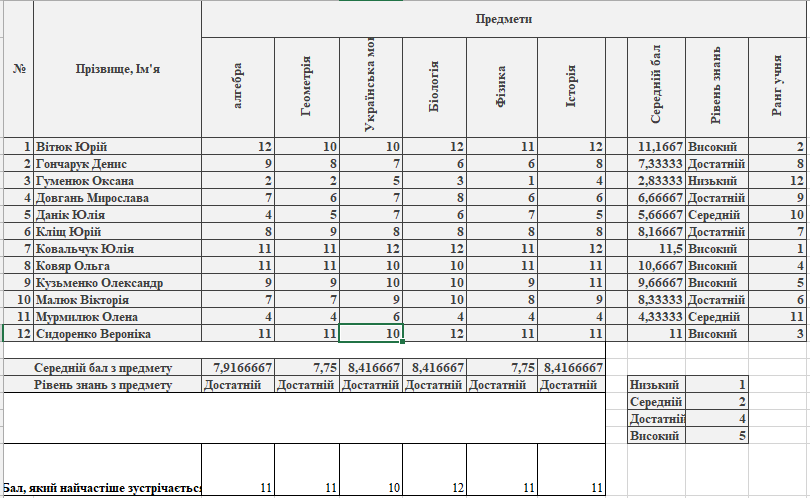 Предмети
№ Прізвище, Ім'я алгебра Геометрія Українська мо Біологія Фізика Історія Середній бал Рівень знань Ранг учня
1 Вітюк Юрій 12 10 10 12 11 12 11,1667 Високий 2
2 Гончарук Денис 9 8 7 6 6 8 7,33333 Достатній 8
3 Гуменюк Оксана 2 2 5 3 1 4 2,83333 Низький 12
4 Довгань Мирослава 7 6 7 8 6 6 6,66667 Достатній 9
5 Данік Юлія 4 5 7 6 7 5 5,66667 Середній 10
6 Кліщ Юрій 8 9 8 8 8 8 8,16667 Достатній 7
7 Ковальчук Юлія 11 11 12 12 11 12 11,5 Високий 1
8 Ковяр Ольга 11 11 10 10 11 11 10,6667 Високий 4
9 Кузьменко Олександр 9 9 10 10 9 11 9,66667 Високий 5
10 Малюк Вікторія 7 7 9 10 8 9 8,33333 Достатній 6
11 Мурмилюк Олена 4 4 6 4 4 4 4,33333 Середній 11
12 Сидоренко Вероніка 11 11 10 12 11 11 11 Високий 3
Середній бал з предмету 7,9166667 7,75 8,416667 8,416667 7,75 8,4166667
Рівень знань з предмету Достатній Достатній Достатній Достатній Достатній Достатній
Низький 1
Середній 2
Достатній 4
Високий 5
Бал, який найчастіше зустрічаєтьс 11 11 10 12 11 11